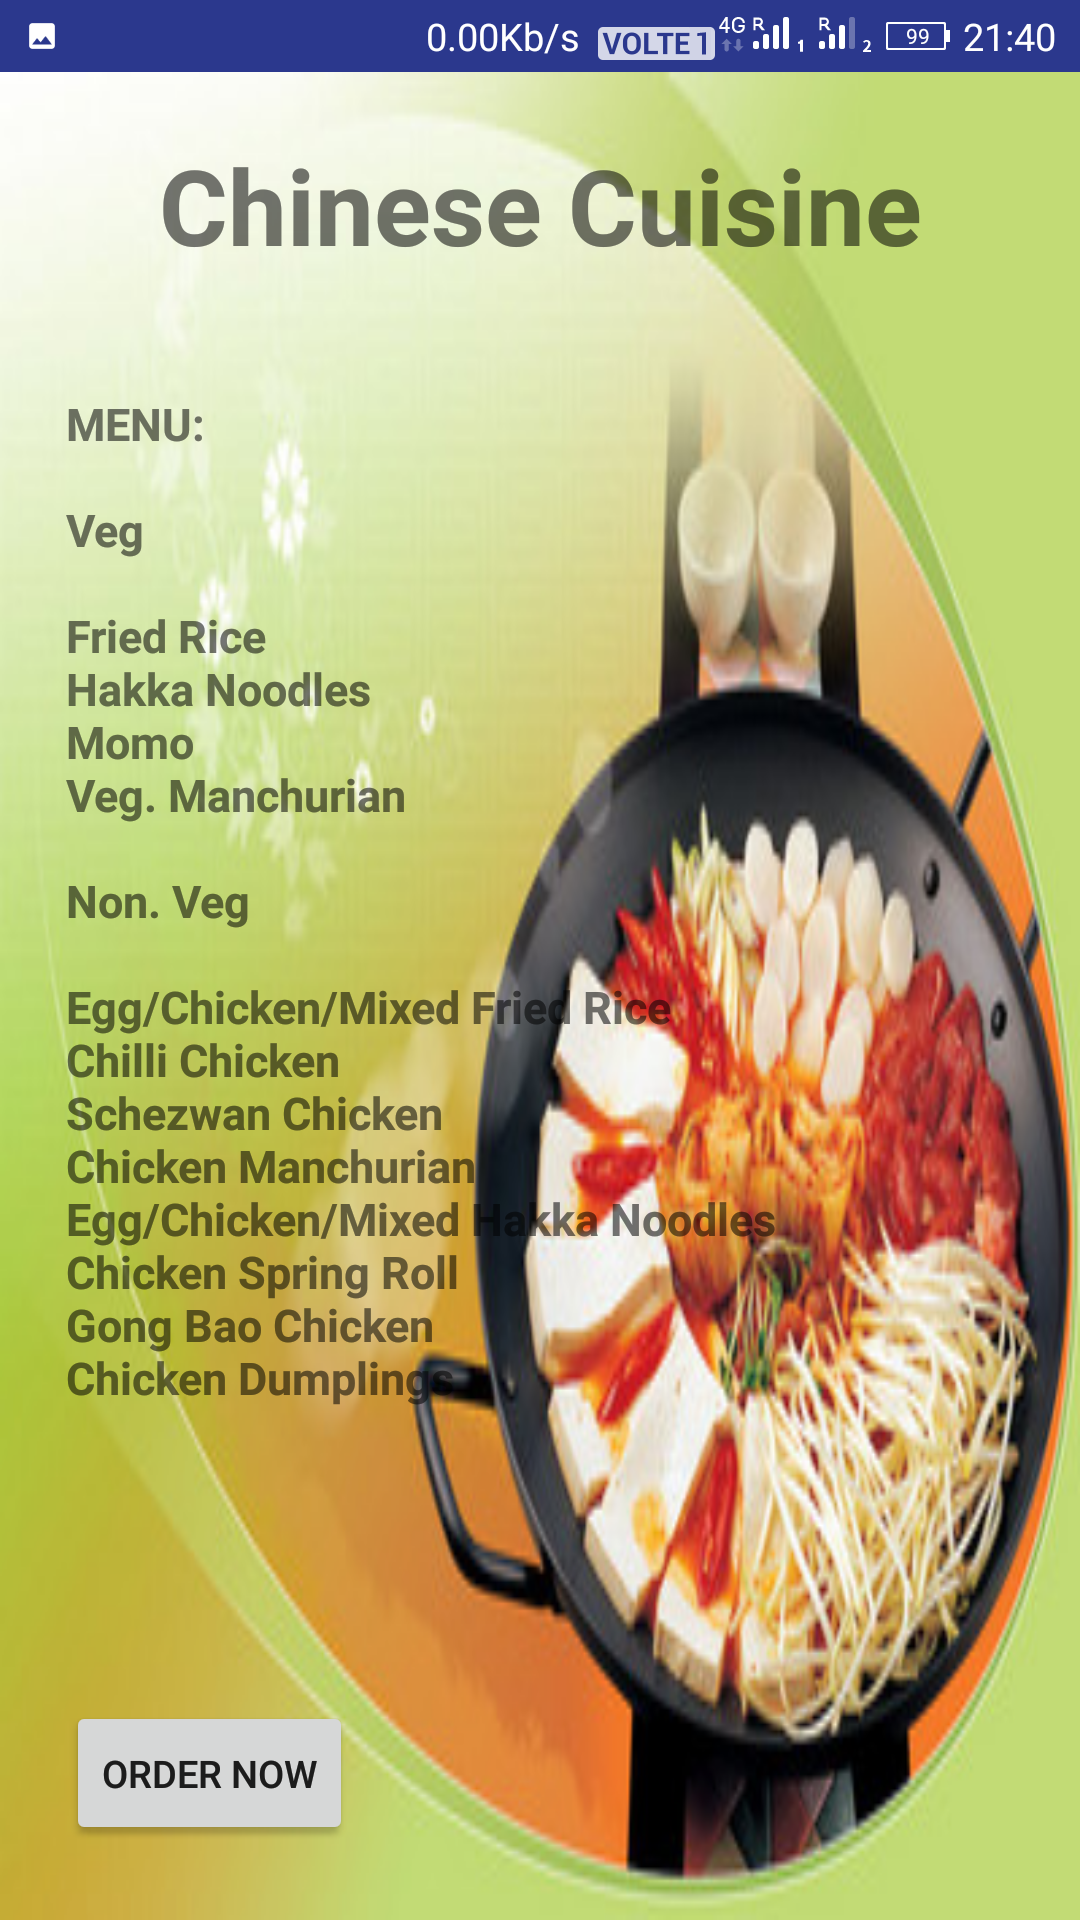 0.00Kb/s VOLTE 1 4G R 1 R 2 99 21:40
Chinese Cuisine
MENU:
Veg
Fried Rice
Hakka Noodles
Momo
Veg. Manchurian
Non. Veg
Egg/Chicken/Mixed Fried Rice
Chilli Chicken
Schezwan Chicken
Chicken Manchurian
Egg/Chicken/Mixed Hakka Noodles
Chicken Spring Roll
Gong Bao Chicken
Chicken Dumplings
ORDER NOW